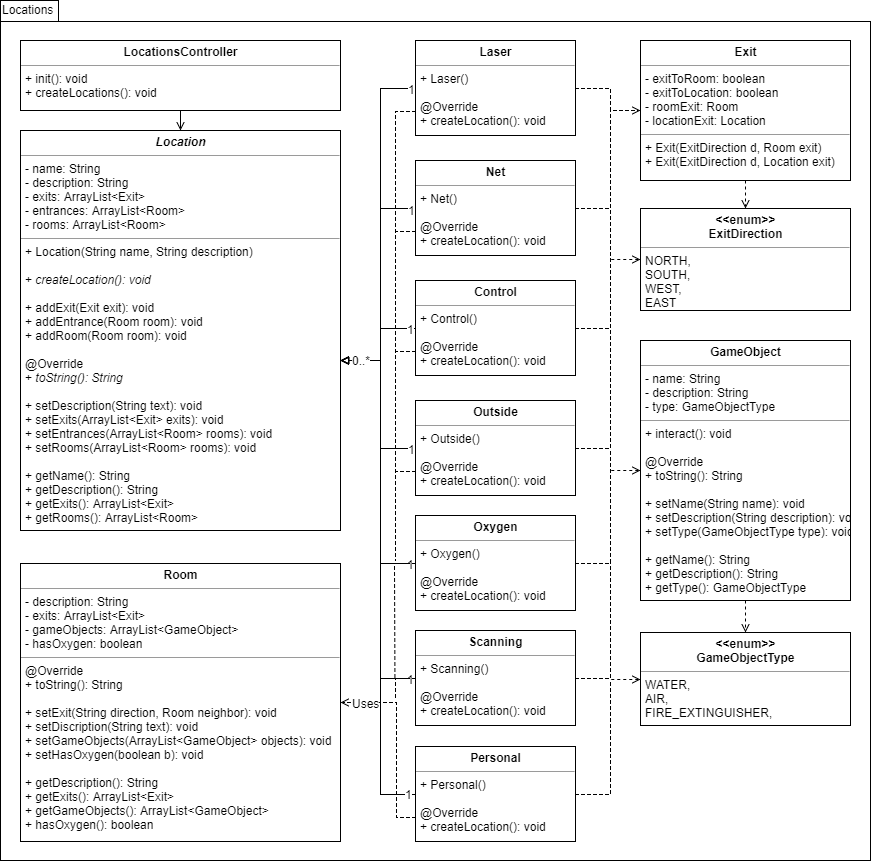 Locations
LocationsController
+ init(): void
+ createLocations(): void
Location
- name: String
- description: String
- exits: ArrayList<Exit>
- entrances: ArrayList<Room>
- rooms: ArrayList<Room>
+ Location(String name, String description)
+ createLocation(): void
+ addExit(Exit exit): void
+ addEntrance(Room room): void
+ addRoom(Room room): void
@Override
+ toString(): String
+ setDescription(String text): void
+ setExits(ArrayList<Exit> exits): void
+ setEntrances(ArrayList<Room> rooms): void
+ setRooms(ArrayList<Room> rooms): void
+ getName(): String
+ getDescription(): String
+ getExits(): ArrayList<Exit>
+ getRooms(): ArrayList<Room>
Room
- description: String
- exits: ArrayList<Exit>
- gameObjects: ArrayList<GameObject>
- hasOxygen: boolean
@Override
+ toString(): String
+ setExit(String direction, Room neighbor): void
+ setDiscription(String text): void
+ setGameObjects(ArrayList<GameObject> objects): void
+ setHasOxygen(boolean b): void
+ getDescription(): String
+ getExits(): ArrayList<Exit>
+ getGameObjects(): ArrayList<GameObject>
+ hasOxygen(): boolean
0..*
Uses
1
1
1
1
1
1
1
Laser
+ Laser()
@Override
+ createLocation(): void
Net
+ Net()
@Override
+ createLocation(): void
Control
+ Control()
@Override
+ createLocation(): void
Outside
+ Outside()
@Override
+ createLocation(): void
Oxygen
+ Oxygen()
@Override
+ createLocation(): void
Scanning
+ Scanning()
@Override
+ createLocation(): void
Personal
+ Personal()
@Override
+ createLocation(): void
Exit
- exitToRoom: boolean
- exitToLocation: boolean
- roomExit: Room
- locationExit: Location
+ Exit(ExitDirection d, Room exit)
+ Exit(ExitDirection d, Location exit)
<<enum>>
ExitDirection
NORTH,
SOUTH,
WEST,
EAST
GameObject
- name: String
- description: String
- type: GameObjectType
+ interact(): void
@Override
+ toString(): String
+ setName(String name): void
+ setDescription(String description): vo
+ setType(GameObjectType type): void
+ getName(): String
+ getDescription(): String
+ getType(): GameObjectType
<<enum>>
GameObjectType
WATER,
AIR,
FIRE_EXTINGUISHER,